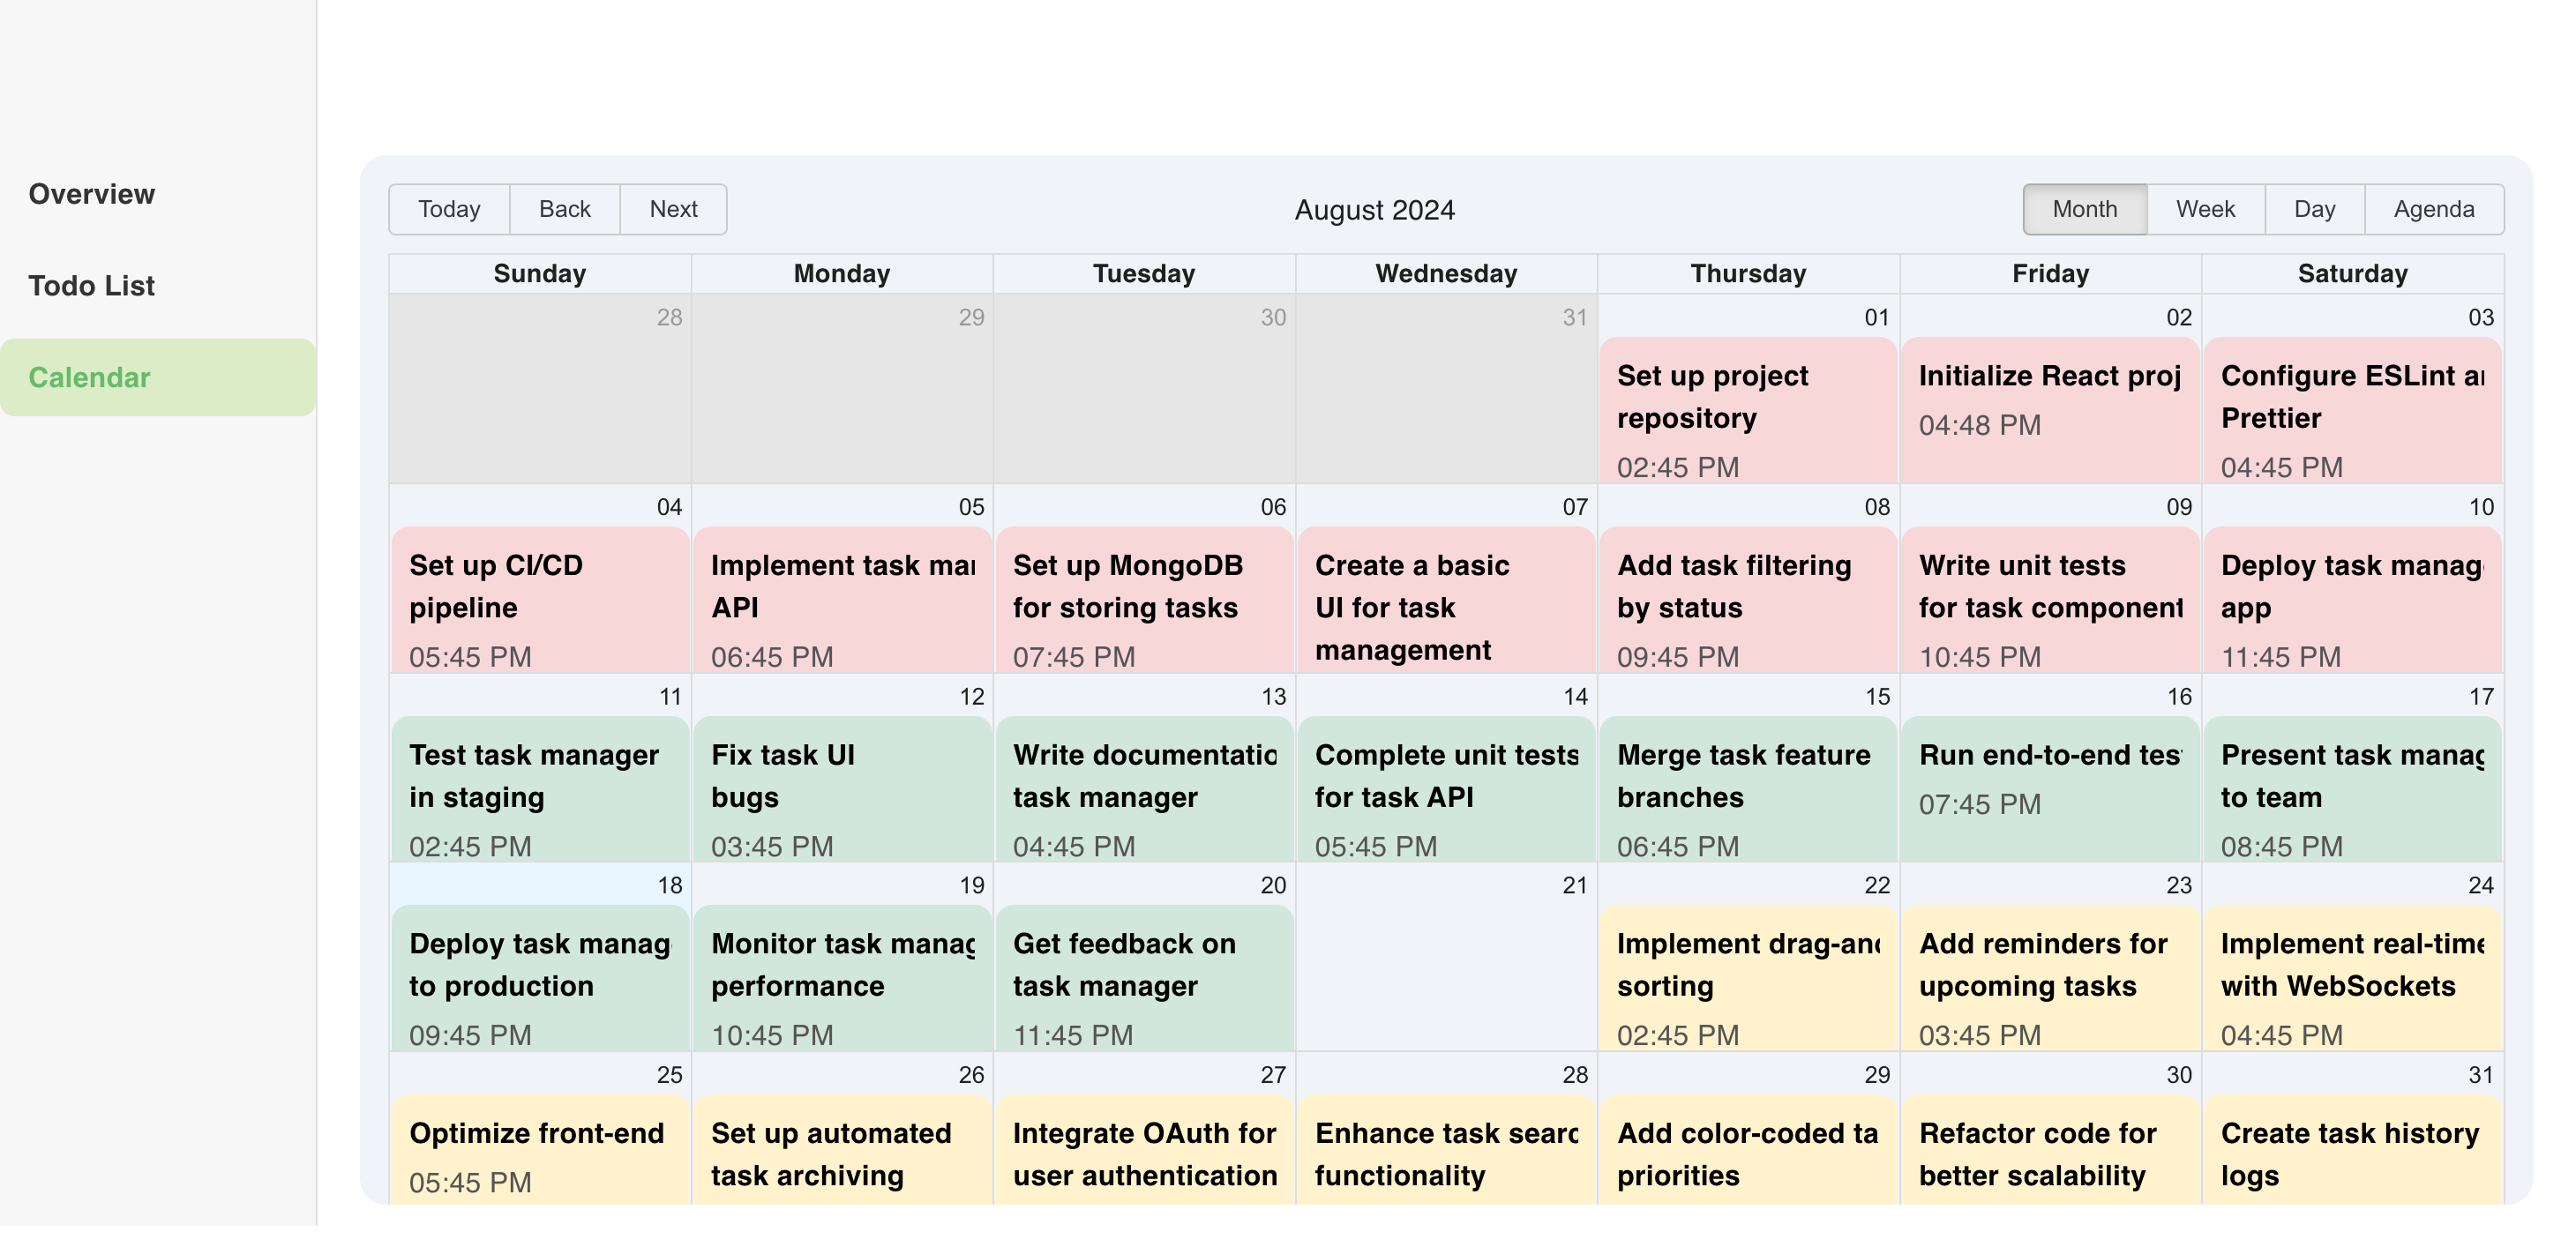 Overview
Todo List
Calendar
Today Back Next
August 2024
Month Week Day Agenda
Sunday Monday Tuesday Wednesday Thursday Friday Saturday
28 29 30 31 01 02 03
Set up project
repository
02:45 PM
Initialize React proj
04:48 PM
Configure ESLint
Prettier
04:45 PM
04 05 06 07 08 09 10
Set up CI/CD
pipeline
05:45 PM
Implement task
API
06:45 PM
Set up MongoDB
for storing tasks
07:45 PM
Create a basic
UI for task
management
Add task filtering
by status
09:45 PM
Write unit tests
for task component
10:45 PM
Deploy task manag
app
11:45 PM
11 12 13 14 15 16 17
Test task manager
in staging
02:45 PM
Fix task UI
bugs
03:45 PM
Write documentatio
task manager
04:45 PM
Complete unit tests
for task API
05:45 PM
Merge task feature
branches
06:45 PM
Run end-to-end tes
07:45 PM
Present task manag
to team
08:45 PM
18 19 20 21 22 23 24
Deploy task manag
to production
09:45 PM
Monitor task manag
performance
10:45 PM
Get feedback on
task manager
11:45 PM
Implement drag-an
sorting
02:45 PM
Add reminders for
upcoming tasks
03:45 PM
Implement real-time
with WebSockets
04:45 PM
25 26 27 28 29 30 31
Optimize front-end
05:45 PM
Set up automated
task archiving
Integrate OAuth for
user authentication
Enhance task searc
functionality
Add color-coded ta
priorities
Refactor code for
better scalability
Create task history
logs